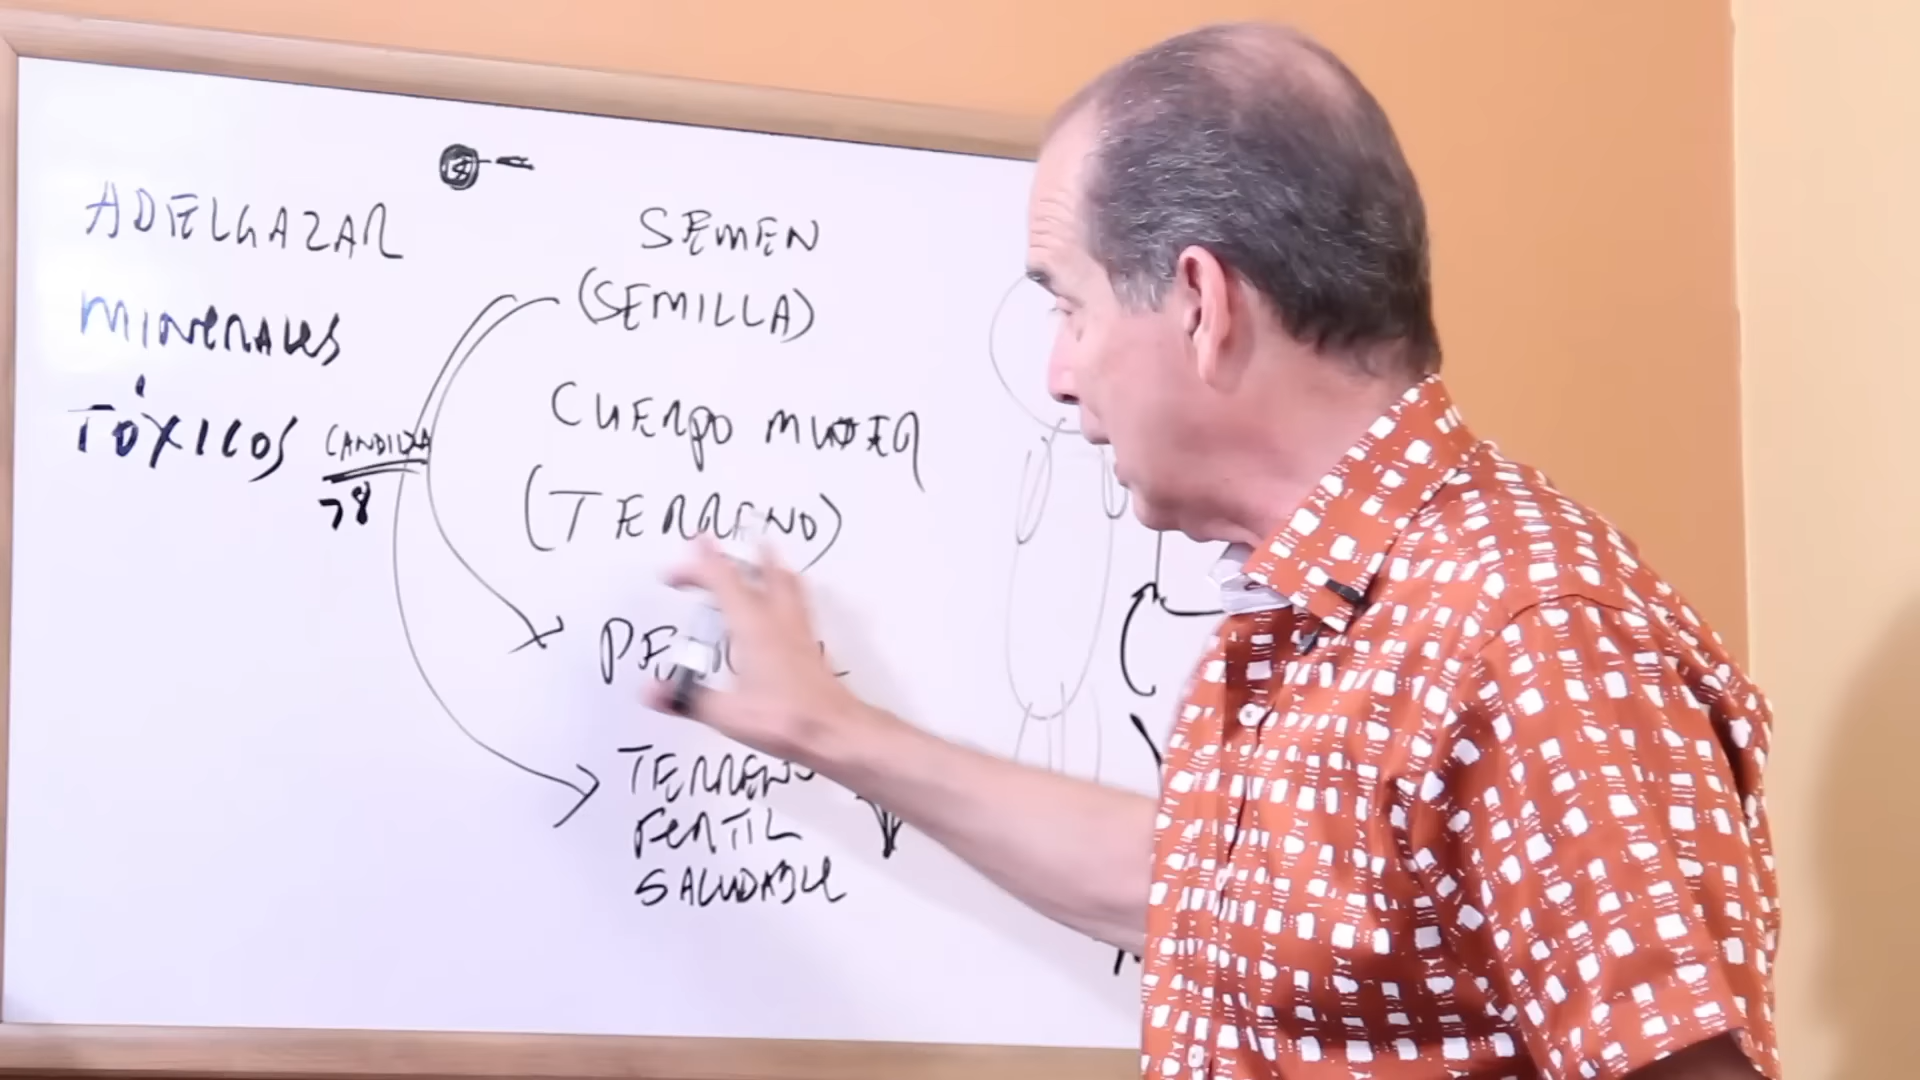 ADELGAZAR
MINERALES
TÓXICOS
CANDIDA
78
SEMEN
(SEMILLA)
CUERPO MUJER
(TERRENO)
TERRENO
FERTIL
SALUDABLE